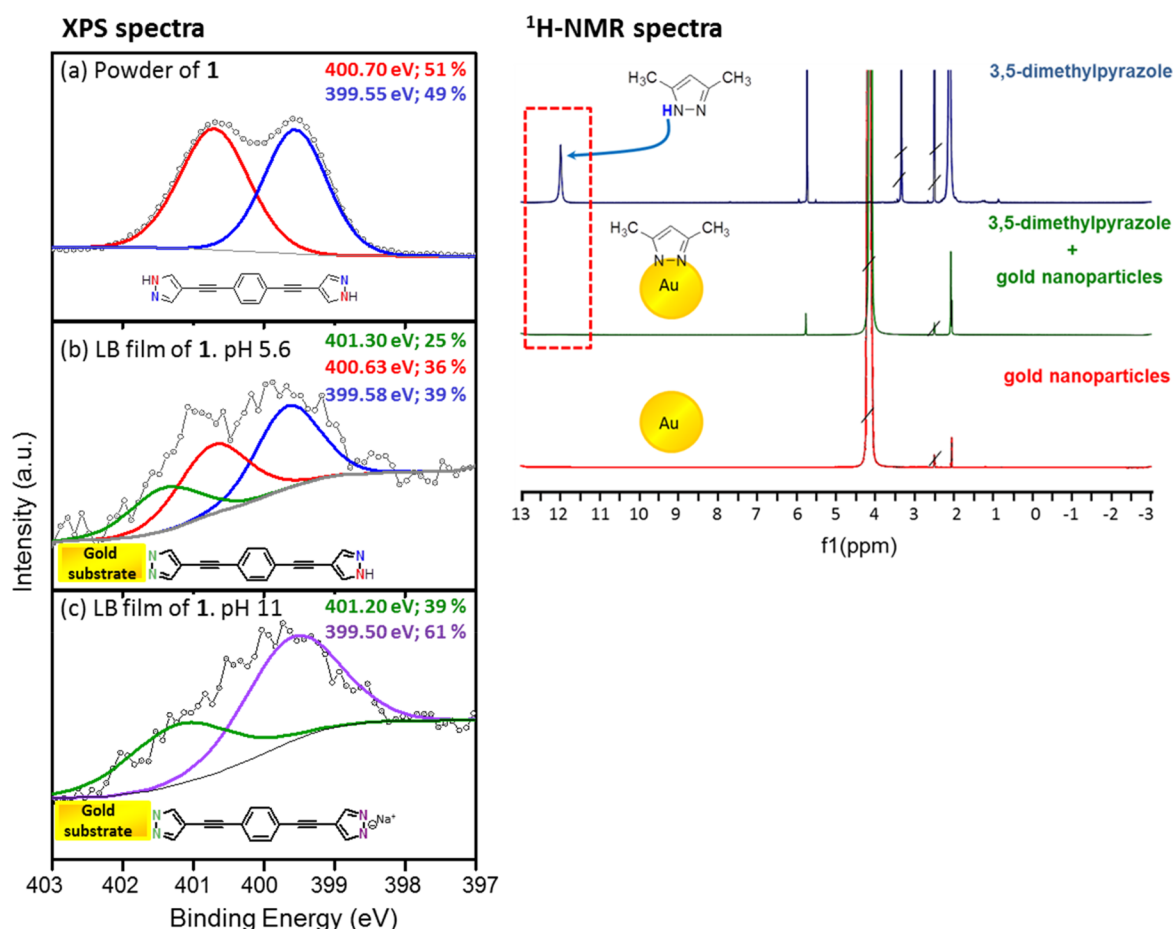 XPS spectra
(a) Powder of 1
400.70 eV; 51 %
399.55 eV; 49 %
HN
N
N
NH
(b) LB film of 1. pH 5.6
401.30 eV; 25 %
400.63 eV; 36 %
399.58 eV; 39 %
Gold
substrate
N
N
N
NH
(c) LB film of 1. pH 11
401.20 eV; 39 %
399.50 eV; 61 %
Gold
substrate
N
N
N
N
⊖Na⁺
403 402 401 400 399 398 397
Binding Energy (eV)
Intensity (a.u.)
¹H-NMR spectra
H₃C CH₃
N N
H
3,5-dimethylpyrazole
H₃C CH₃
N N
Au
3,5-dimethylpyrazole
+
gold nanoparticles
Au
gold nanoparticles
13 12 11 10 9 8 7 6 5 4 3 2 1 0 -1 -2 -3
f1(ppm)